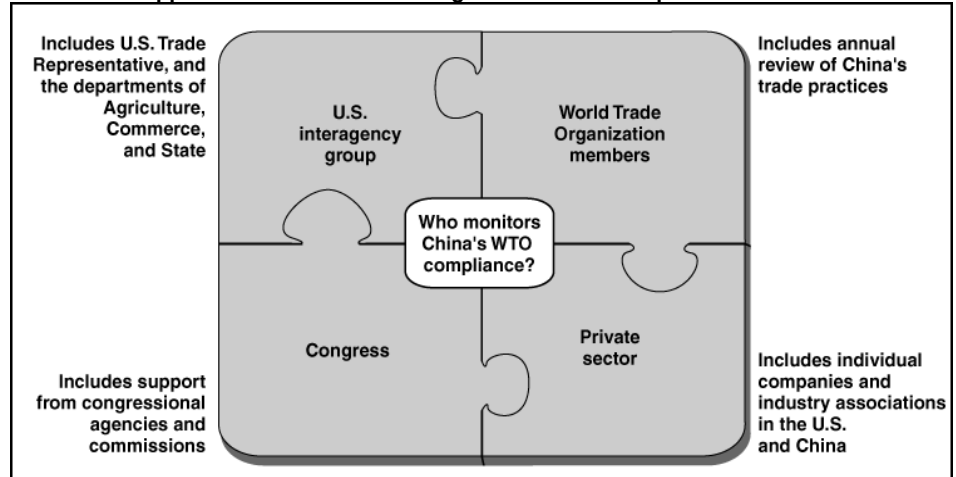 Includes U.S. Trade
Representative, and
the departments of
Agriculture,
Commerce,
and State
U.S.
interagency
group
World Trade
Organization
members
Includes annual
review of China's
trade practices
Who monitors
China's WTO
compliance?
Congress
Private
sector
Includes support
from congressional
agencies and
commissions
Includes individual
companies and
industry associations
in the U.S.
and China